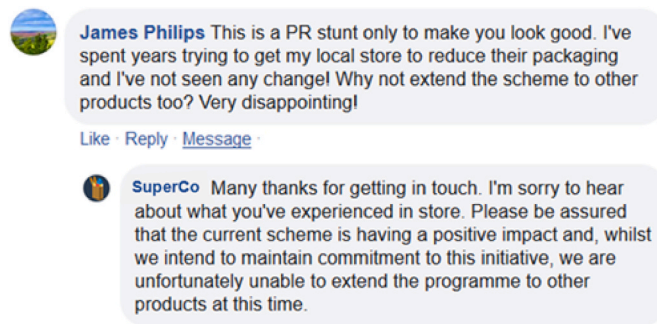 James Philips This is a PR stunt only to make you look good. I've
spent years trying to get my local store to reduce their packaging
and I've not seen any change! Why not extend the scheme to other
products too? Very disappointing!
Like · Reply · Message ·
SuperCo Many thanks for getting in touch. I'm sorry to hear
about what you've experienced in store. Please be assured
that the current scheme is having a positive impact and, whilst
we intend to maintain commitment to this initiative, we are
unfortunately unable to extend the programme to other
products at this time.